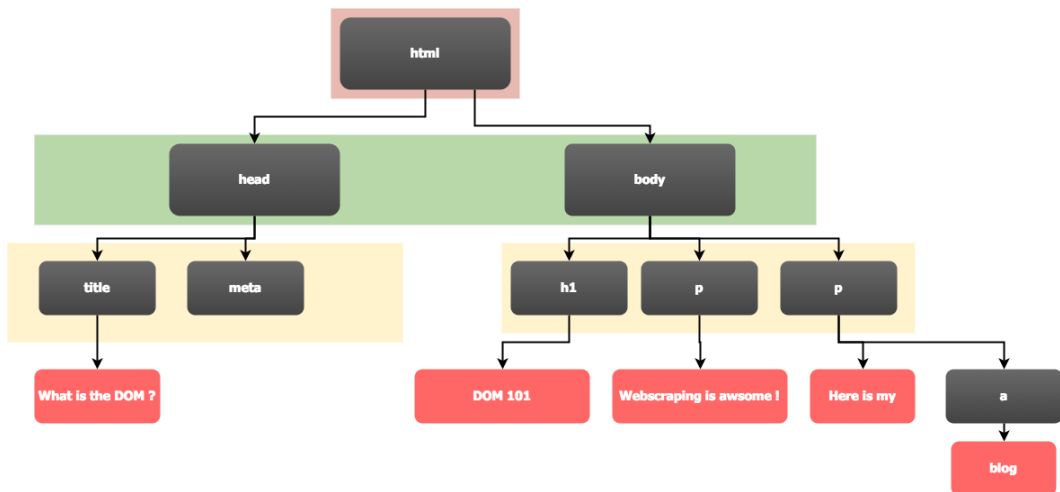 html
head
body
title
meta
h1
p
p
What is the DOM ?
DOM 101
Webscraping is awsome !
Here is my
a
blog